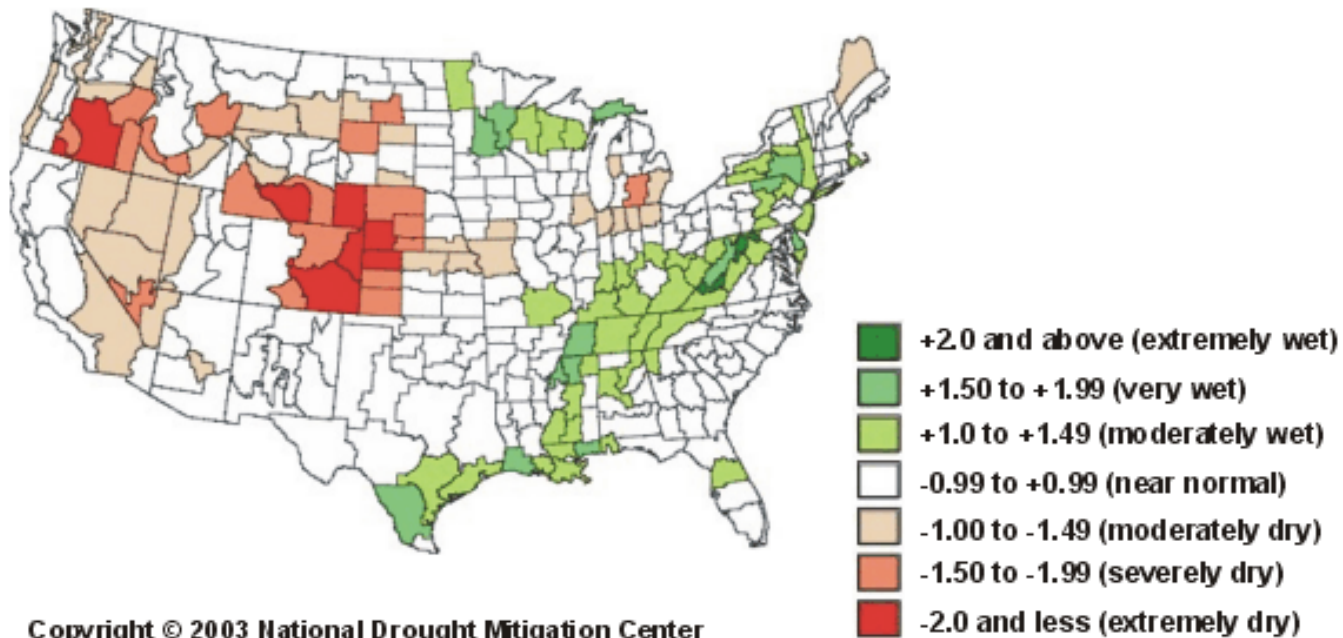 +2.0 and above (extremely wet)
+1.50 to +1.99 (very wet)
+1.0 to +1.49 (moderately wet)
-0.99 to +0.99 (near normal)
-1.00 to -1.49 (moderately dry)
-1.50 to -1.99 (severely dry)
-2.0 and less (extremely dry)
Copyright © 2003 National Drought Mitigation Center